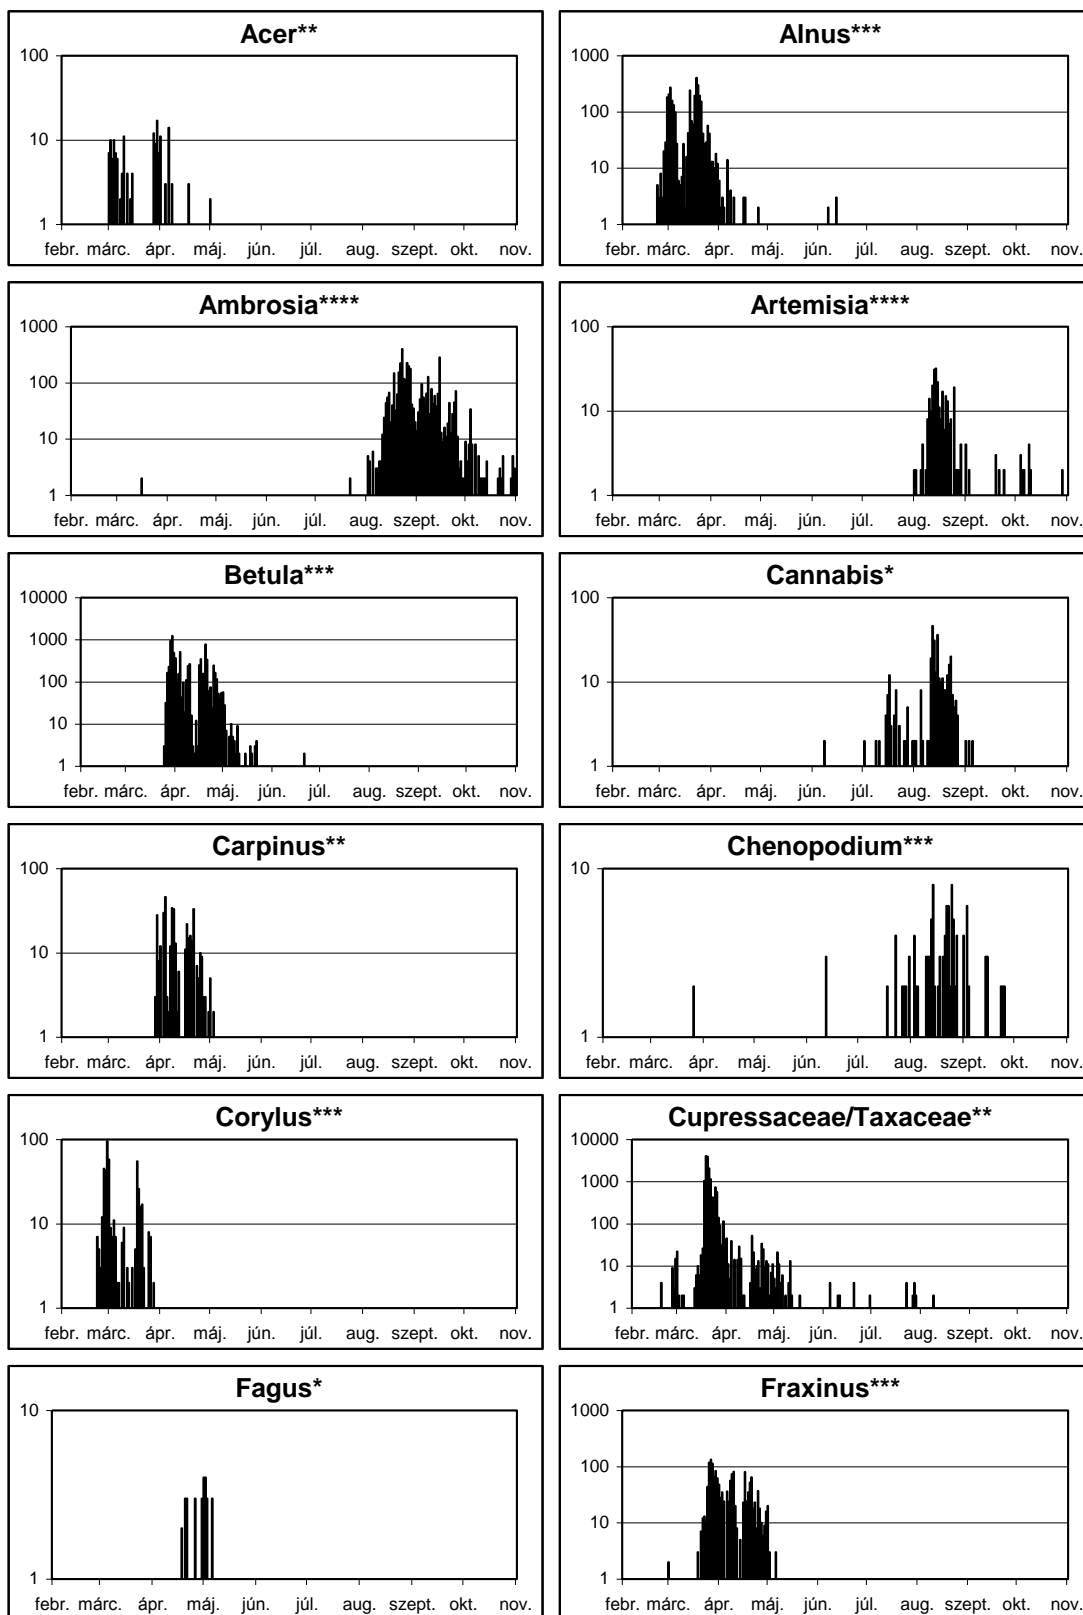 Acer**
100
10
1
febr. márc. ápr. máj. jún. júl. aug. szept. okt. nov.
Alnus***
1000
100
10
1
febr. márc. ápr. máj. jún. júl. aug. szept. okt. nov.
Ambrosia****
1000
100
10
1
febr. márc. ápr. máj. jún. júl. aug. szept. okt. nov.
Artemisia****
100
10
1
febr. márc. ápr. máj. jún. júl. aug. szept. okt. nov.
Betula***
10000
1000
100
10
1
febr. márc. ápr. máj. jún. júl. aug. szept. okt. nov.
Cannabis*
100
10
1
febr. márc. ápr. máj. jún. júl. aug. szept. okt. nov.
Carpinus**
100
10
1
febr. márc. ápr. máj. jún. júl. aug. szept. okt. nov.
Chenopodium***
10
1
febr. márc. ápr. máj. jún. júl. aug. szept. okt. nov.
Corylus***
100
10
1
febr. márc. ápr. máj. jún. júl. aug. szept. okt. nov.
Cupressaceae/Taxaceae**
10000
1000
100
10
1
febr. márc. ápr. máj. jún. júl. aug. szept. okt. nov.
Fagus*
10
1
febr. márc. ápr. máj. jún. júl. aug. szept. okt. nov.
Fraxinus***
1000
100
10
1
febr. márc. ápr. máj. jún. júl. aug. szept. okt. nov.